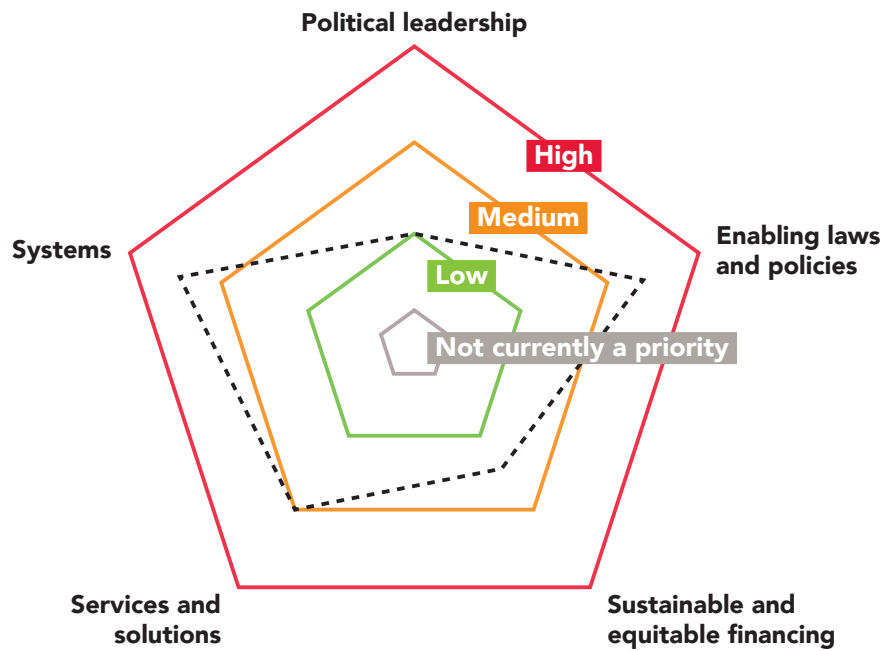 Political leadership
High
Medium
Systems
Enabling laws
and policies
Low
Not currently a priority
Services and
solutions
Sustainable and
equitable financing